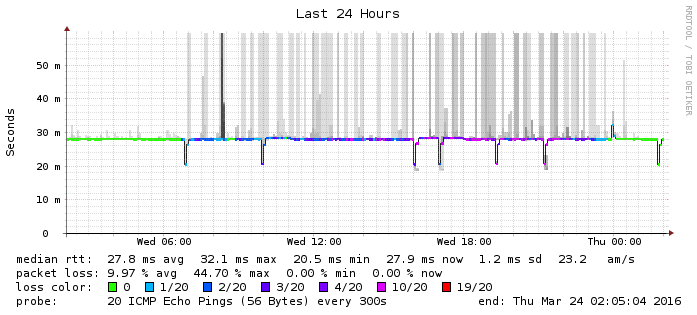 Last 24 Hours
RRDTOOL / TOBI OETIKER
Seconds
50 m
40 m
30 m
20 m
10 m
0
Wed 06:00 Wed 12:00 Wed 18:00 Thu 00:00
median rtt: 27.8 ms avg 32.1 ms max 20.5 ms min 27.9 ms now 1.2 ms sd 23.2 am/s
packet loss: 9.97 % avg 44.70 % max 0.00 % min 0.00 % now
loss color: 0 1/20 2/20 3/20 4/20 10/20 19/20
probe: 20 ICMP Echo Pings (56 Bytes) every 300s end: Thu Mar 24 02:05:04 2016